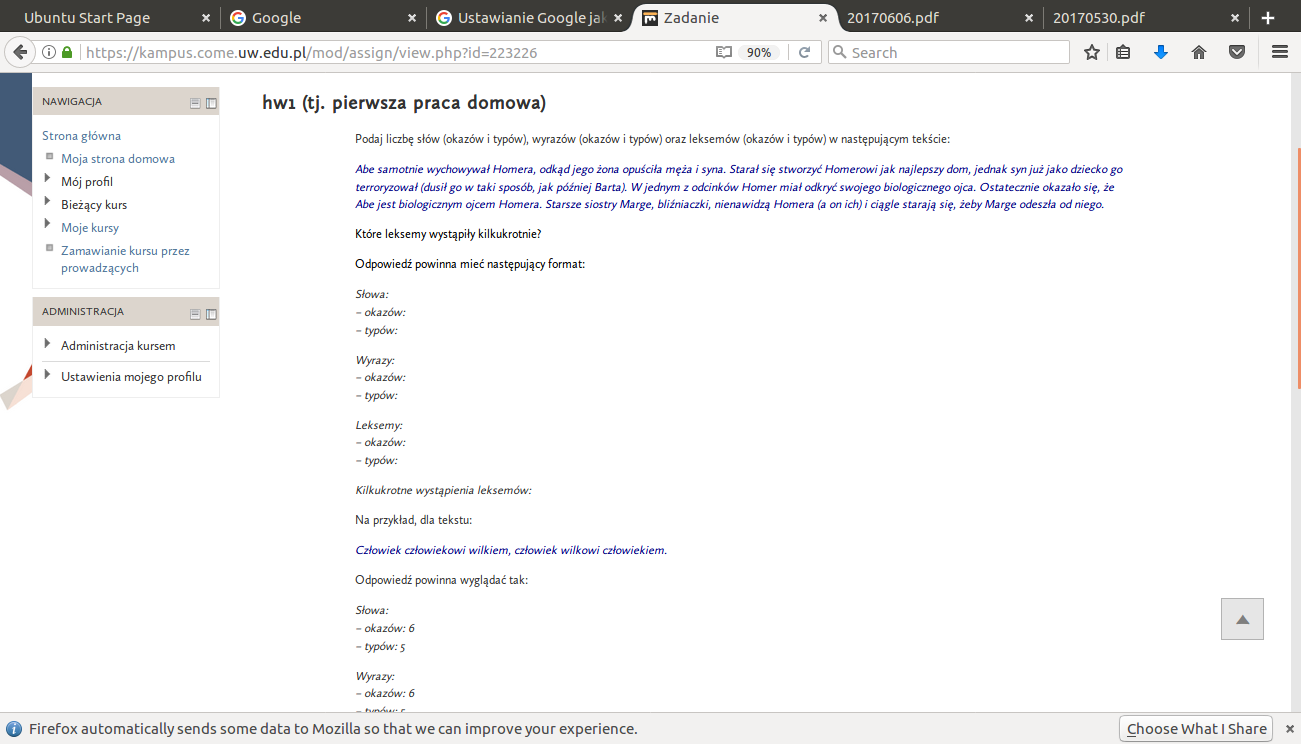 Ubuntu Start Page
Google
Ustawianie Google jak
Zadanie
20170606.pdf
20170530.pdf
https://kampus.come.uw.edu.pl/mod/assign/view.php?id=223226
90%
Search
NAWIGACJA
Strona główna
Moja strona domowa
Mój profil
Bieżący kurs
Moje kursy
Zamawianie kursu przez
prowadzących
ADMINISTRACJA
Administracja kursem
Ustawienia mojego profilu
hw1 (tj. pierwsza praca domowa)
Podaj liczbę słów (okazów i typów), wyrazów (okazów i typów) oraz leksemów (okazów i typów) w następującym tekście:
Abe samotnie wychowywał Homera, odkąd jego żona opuściła męża i syna. Starał się stworzyć Homerowi jak najlepszy dom, jednak syn już jako dziecko go
terroryzował (dusił go w taki sposób, jak później Barta). W jednym z odcinków Homer miał odkryć swojego biologicznego ojca. Ostatecznie okazało się, że
Abe jest biologicznym ojcem Homera. Starsze siostry Marge, bliźniaczki, nienawidzą Homera (a on ich) i ciągle starają się, żeby Marge odeszła od niego.
Które leksemy wystąpiły kilkukrotnie?
Odpowiedź powinna mieć następujący format:
Słowa:
– okazów:
– typów:
Wyrazy:
– okazów:
– typów:
Leksemy:
– okazów:
– typów:
Kilkukrotne wystąpienia leksemów:
Na przykład, dla tekstu:
Człowiek człowiekowi wilkiem, człowiek wilkowi człowiekiem.
Odpowiedź powinna wyglądać tak:
Słowa:
– okazów: 6
– typów: 5
Wyrazy:
– okazów: 6
– typów: 5
Firefox automatically sends some data to Mozilla so that we can improve your experience.
Choose What I Share